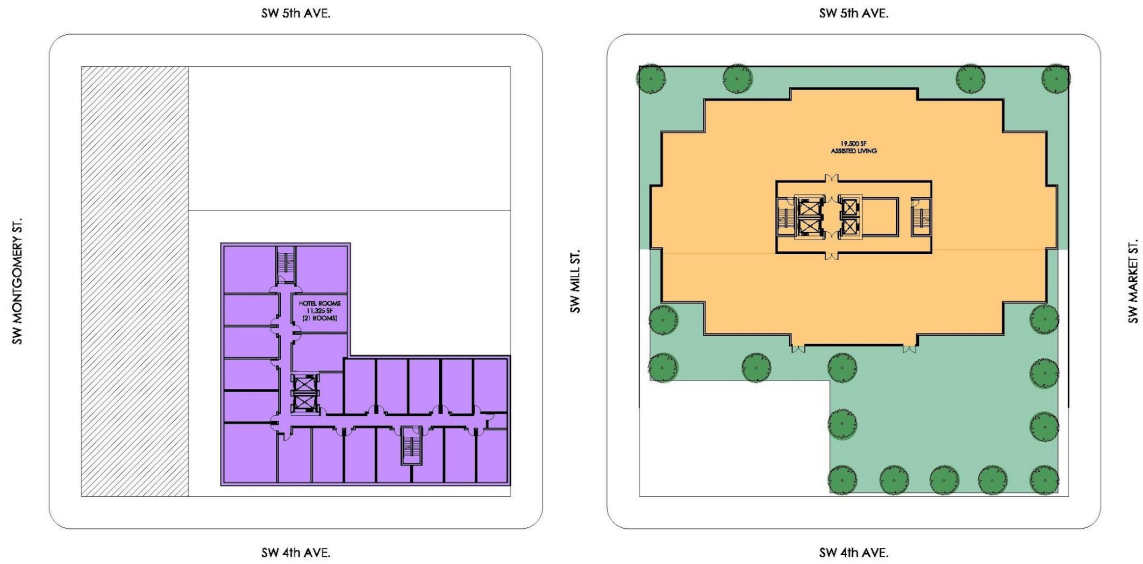 SW 5th AVE.
SW 5th AVE.
SW MONTGOMERY ST.
HOTEL ROOMS
11,325 SF
(21 ROOMS)
SW MILL ST.
19,500 SF
ASSISTED LIVING
SW MARKET ST.
SW 4th AVE.
SW 4th AVE.